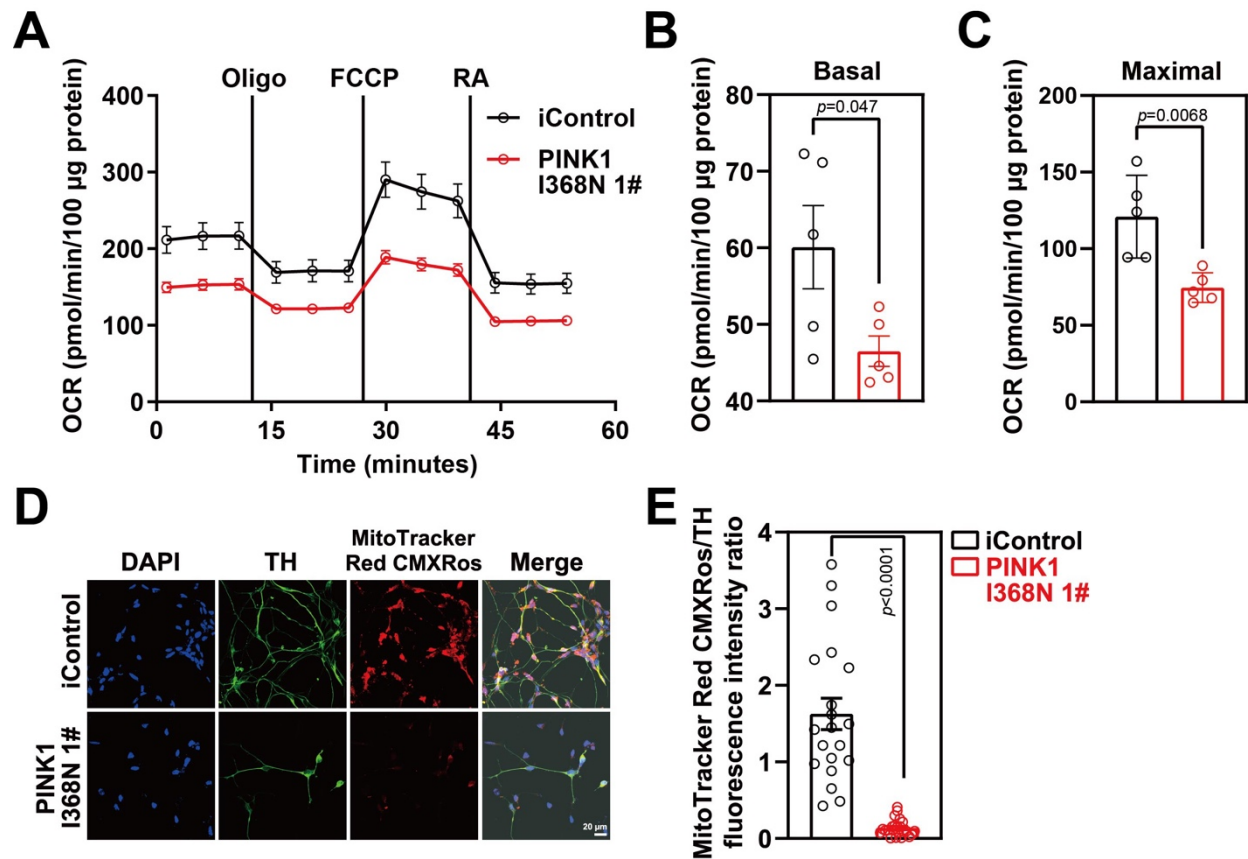 A
Oligo FCCP RA
OCR (pmol/min/100 µg protein)
400
300
200
100
0
0 15 30 45 60
Time (minutes)
iControl
PINK1
I368N 1#
B
Basal
OCR (pmol/min/100 µg protein)
80
70
60
50
40
p=0.047
C
Maximal
OCR (pmol/min/100 µg protein)
200
150
100
50
0
p=0.0068
D
DAPI TH MitoTracker
Red CMXRos Merge
iControl
PINK1
I368N 1#
20 µm
E
MitoTracker Red CMXRos/TH
fluorescence intensity ratio
4
3
2
1
0
p<0.0001
iControl
PINK1
I368N 1#